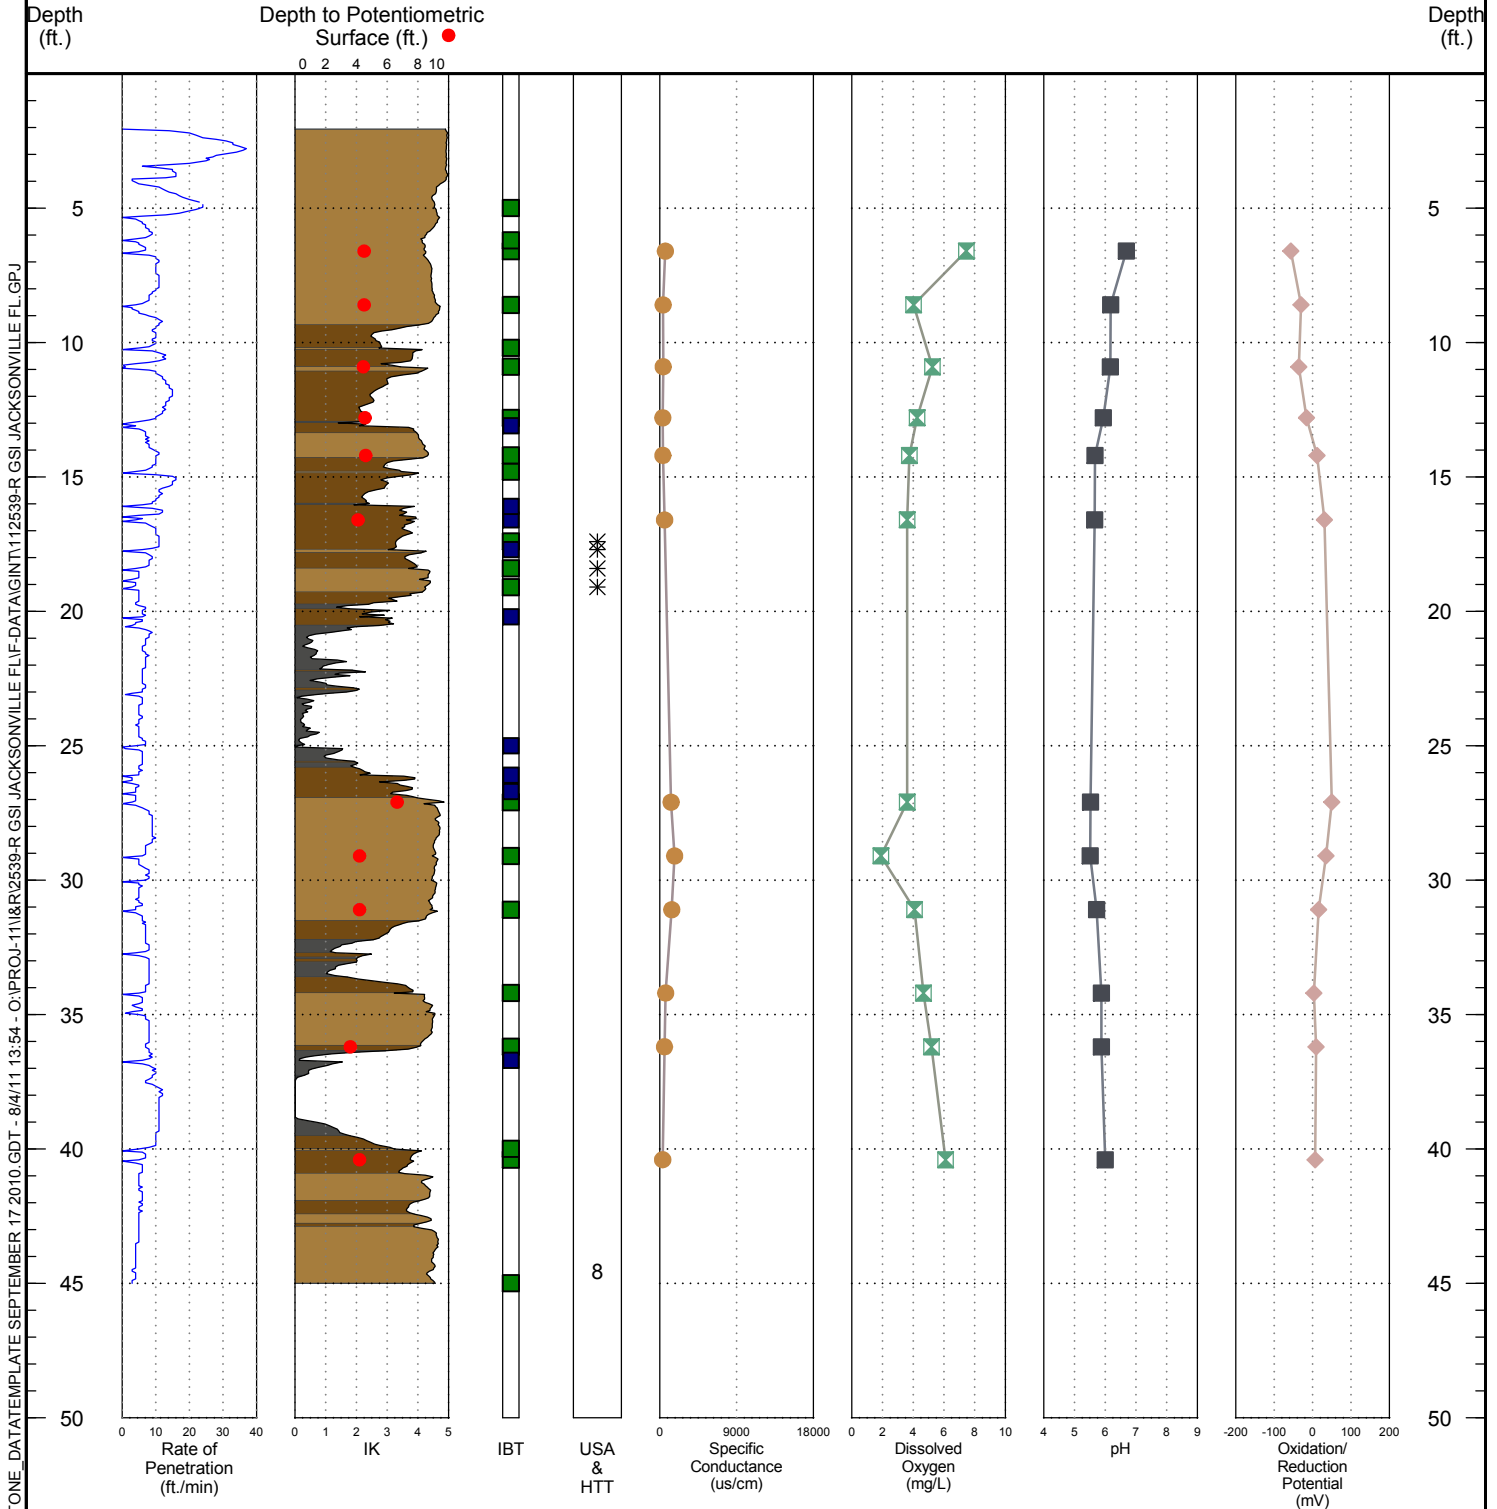 Depth
(ft.)
Depth to Potentiometric
Surface (ft.)
Depth
(ft.)
0 2 4 6 8 10
5 5
10 10
15 15
20 20
25 25
30 30
35 35
40 40
8
45 45
50 50
0 10 20 30 40
0 1 2 3 4 5
0 9000 18000
0 2 4 6 8 10
4 5 6 7 8 9
-200 -100 0 100 200
Rate of
Penetration
(ft./min)
IK
IBT
USA
&
HTT
Specific
Conductance
(us/cm)
Dissolved
Oxygen
(mg/L)
pH
Oxidation/
Reduction
Potential
(mV)
TONE_DATATEMPLATE SEPTEMBER 17 2010.GDT - 8/4/11 13:54 - O:\PROJ-11\I&R\2539-R GSI JACKSONVILLE FL\F-DATA\GINT\112539-R GSI JACKSONVILLE FL.GPJ